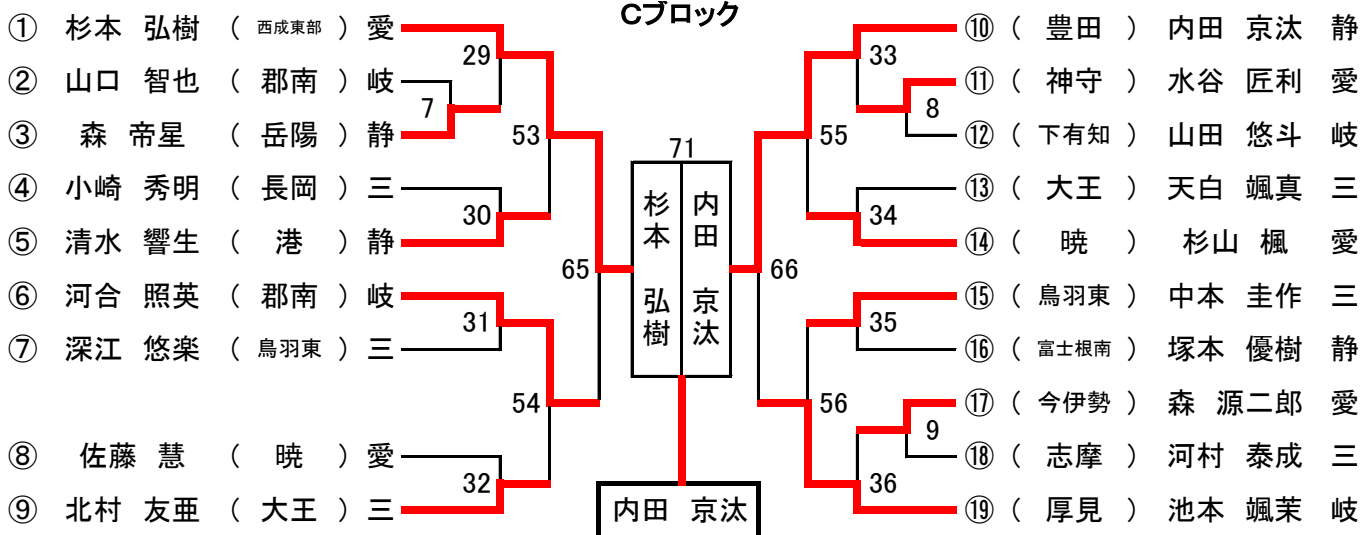 Cブロック
① 杉本 弘樹 ( 西成東部 ) 愛
② 山口 智也 ( 郡南 ) 岐
③ 森 帝星 ( 岳陽 ) 静
④ 小崎 秀明 ( 長岡 ) 三
⑤ 清水 響生 ( 港 ) 静
⑥ 河合 照英 ( 郡南 ) 岐
⑦ 深江 悠楽 ( 鳥羽東 ) 三
⑧ 佐藤 慧 ( 暁 ) 愛
⑨ 北村 友亜 ( 大王 ) 三
29
7
53
30
65
31
54
32
71
杉本 弘樹
内田 京汰
内田 京汰
33
8
55
34
66
35
56
9
36
⑩ ( 豊田 ) 内田 京汰 静
⑪ ( 神守 ) 水谷 匠利 愛
⑫ ( 下有知 ) 山田 悠斗 岐
⑬ ( 大王 ) 天白 颯真 三
⑭ ( 暁 ) 杉山 楓 愛
⑮ ( 鳥羽東 ) 中本 圭作 三
⑯ ( 富士根南 ) 塚本 優樹 静
⑰ ( 今伊勢 ) 森 源二郎 愛
⑱ ( 志摩 ) 河村 泰成 三
⑲ ( 厚見 ) 池本 颯茉 岐